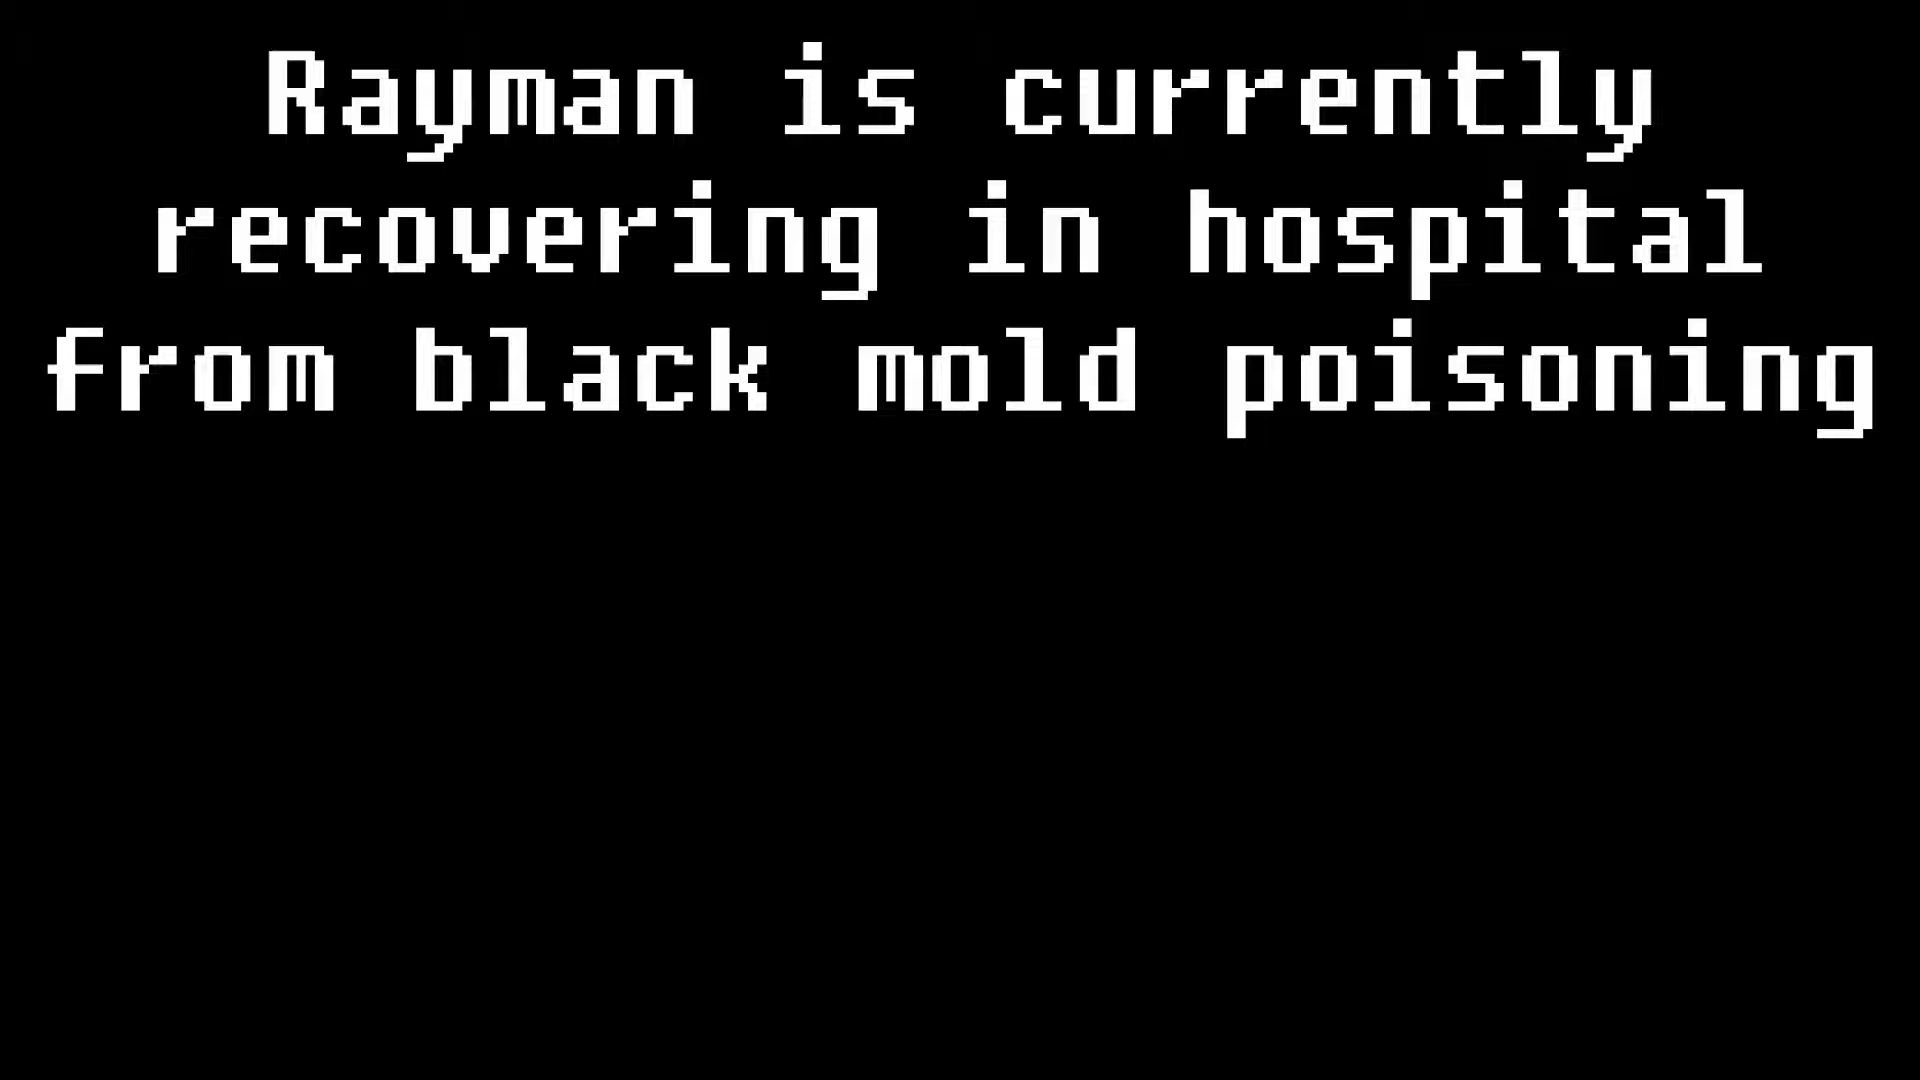 Rayman is currently
recovering in hospital
from black mold poisoning